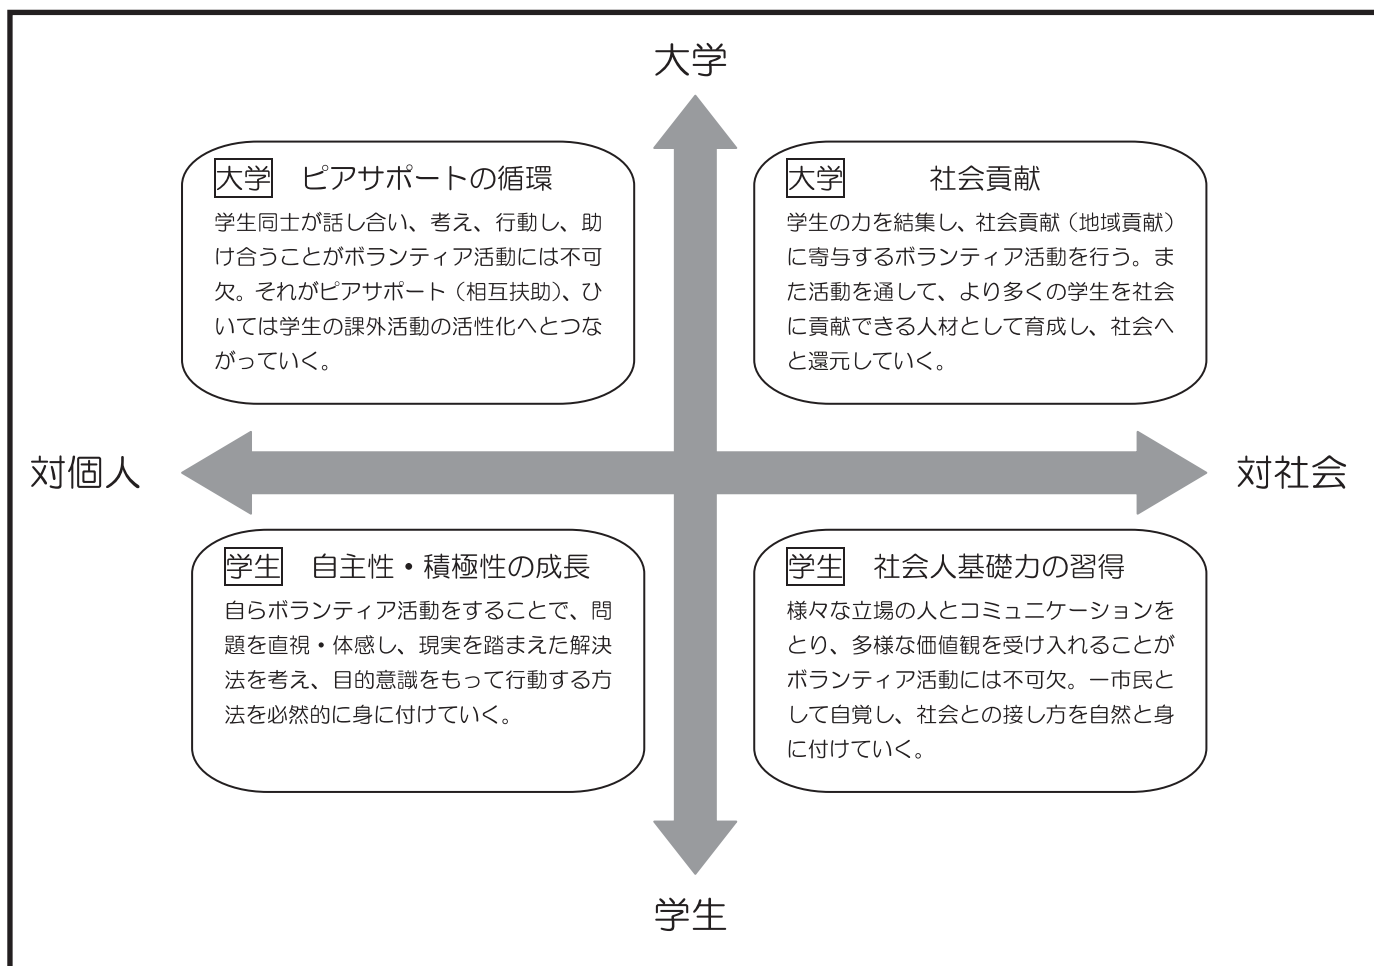 大学
大学 ピアサポートの循環
学生同士が話し合い、考え、行動し、助
け合うことがボランティア活動には不可
欠。それがピアサポート（相互扶助）、ひ
いては学生の課外活動の活性化へとつな
がっていく。
大学 社会貢献
学生の力を結集し、社会貢献（地域貢献）
に寄与するボランティア活動を行う。ま
た活動を通して、より多くの学生を社会
に貢献できる人材として育成し、社会へ
と還元していく。
対個人
対社会
学生 自主性・積極性の成長
自らボランティア活動をすることで、問
題を直視・体感し、現実を踏まえた解決
法を考え、目的意識をもって行動する方
法を必然的に身に付けていく。
学生 社会人基礎力の習得
様々な立場の人とコミュニケーションを
とり、多様な価値観を受け入れることが
ボランティア活動には不可欠。一市民と
して自覚し、社会との接し方を自然と身
に付けていく。
学生